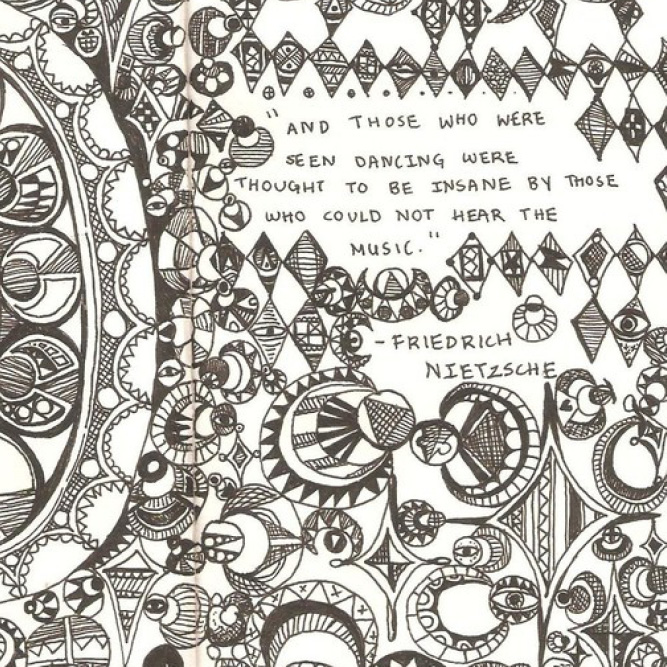 "AND THOSE WHO WERE
SEEN DANCING WERE
THOUGHT TO BE INSANE BY THOSE
WHO COULD NOT HEAR THE
MUSIC."
-FRIEDRICH
NIETZSCHE